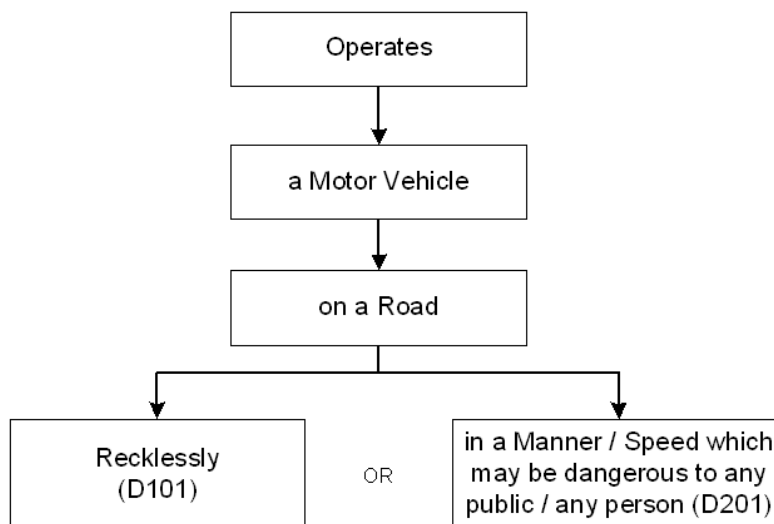 Operates
a Motor Vehicle
on a Road
Recklessly
(D101)
OR
in a Manner / Speed which
may be dangerous to any
public / any person (D201)